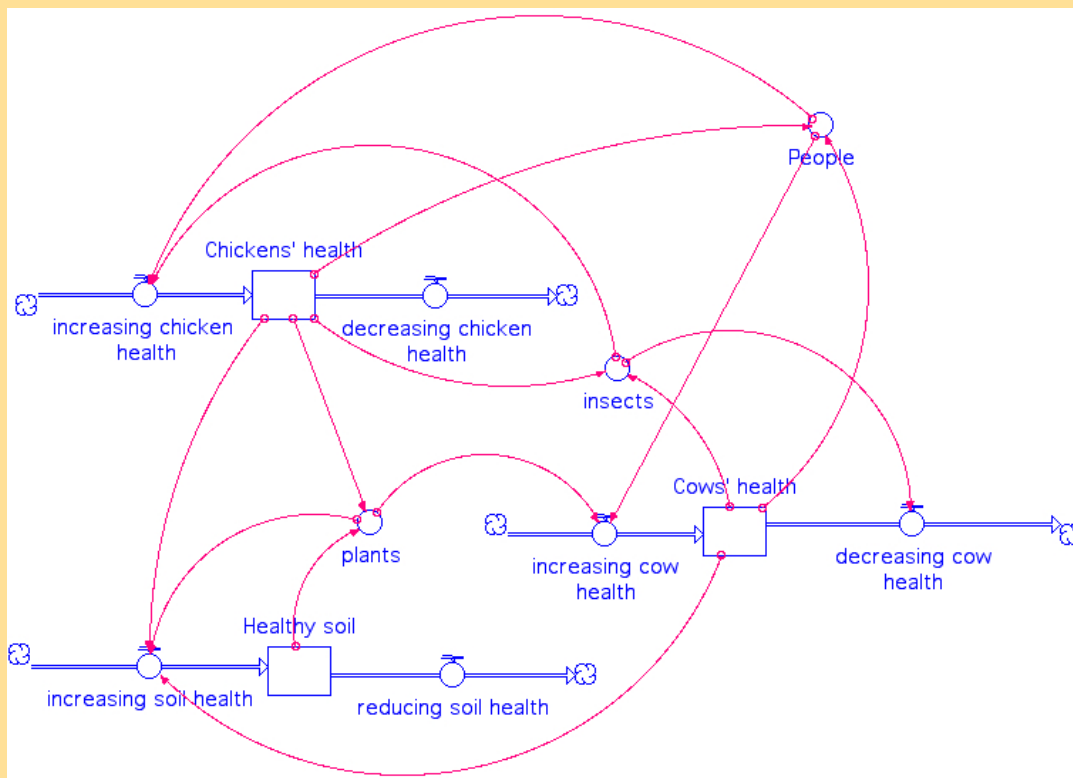 People
Chickens' health
increasing chicken
health
decreasing chicken
health
insects
Cows' health
plants
increasing cow
health
decreasing cow
health
Healthy soil
increasing soil health
reducing soil health